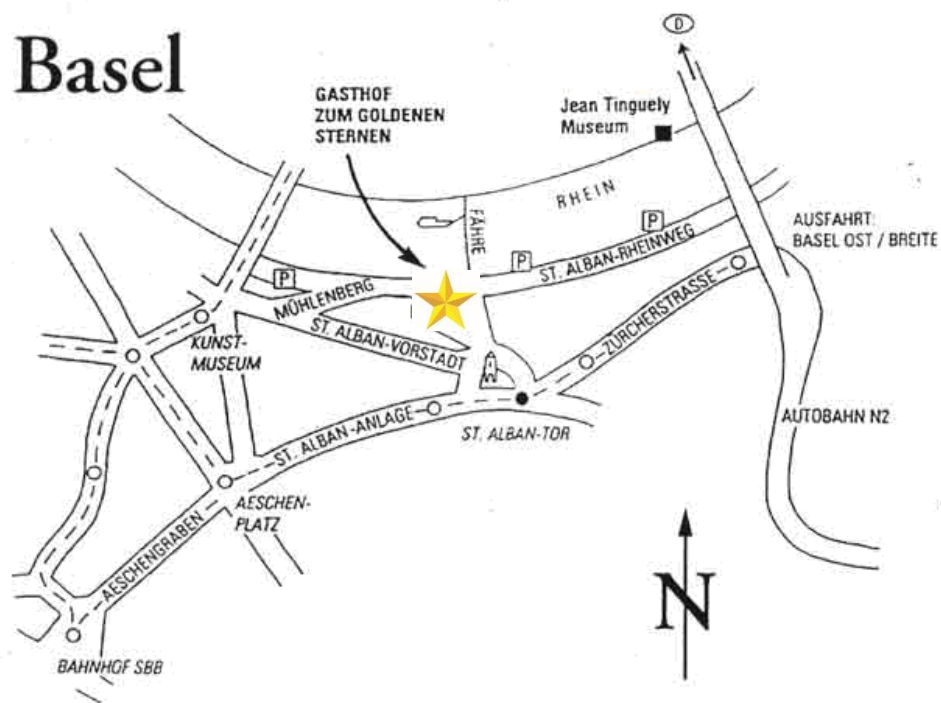 Basel
D
GASTHOF
ZUM GOLDENEN
STERNEN
Jean Tinguely
Museum
RHEIN
FÄHRE
P
P
P
AUSFAHRT:
BASEL OST / BREITE
ST. ALBAN-RHEINWEG
MÜHLENBERG
ZÜRCHERSTRASSE
ST. ALBAN-VORSTADT
KUNST-
MUSEUM
ST. ALBAN-ANLAGE
ST. ALBAN-TOR
AUTOBAHN N2
AESCHEN-
PLATZ
AESCHENGRABEN
N
BAHNHOF SBB